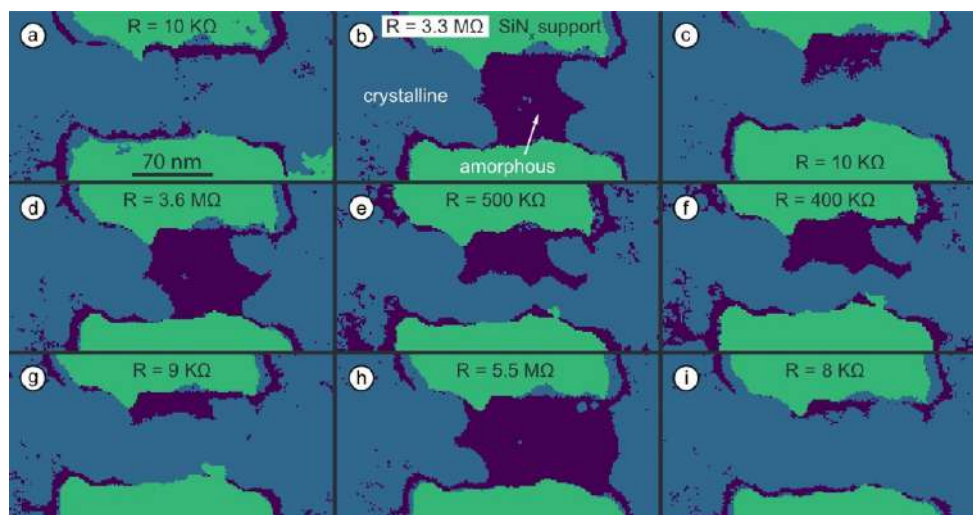 a
R = 10 KΩ
70 nm
b
R = 3.3 MΩ SiNₓ support
crystalline
amorphous
c
R = 10 KΩ
d
R = 3.6 MΩ
e
R = 500 KΩ
f
R = 400 KΩ
g
R = 9 KΩ
h
R = 5.5 MΩ
i
R = 8 KΩ